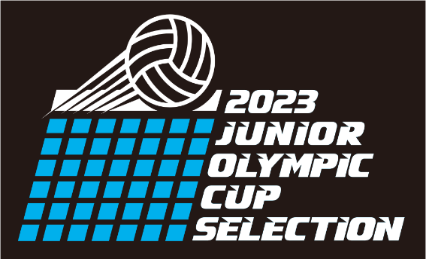 2023
JUNIOR
OLYMPIC
CUP
SELECTION